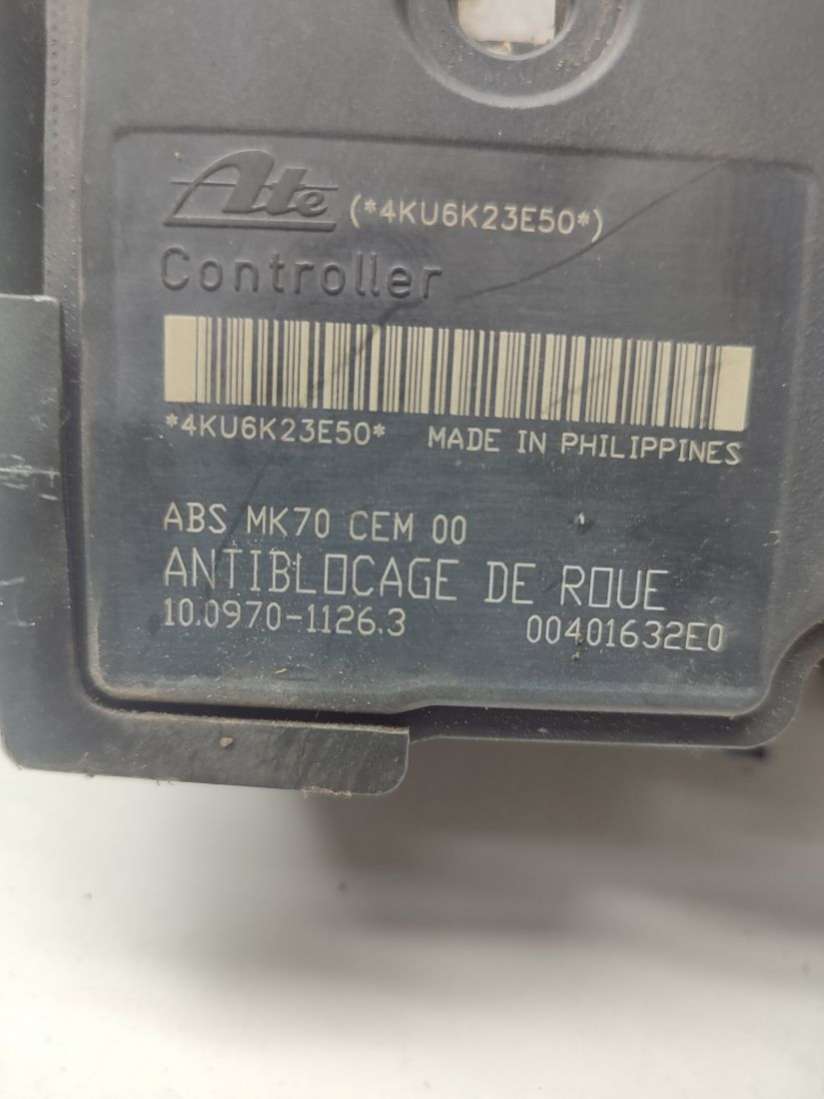 Ate (*4KU6K23E50*)
Controller
*4KU6K23E50* MADE IN PHILIPPINES
ABS MK70 CEM 00
ANTIBLOCAGE DE ROUE
10.0970-1126.3 00401632E0